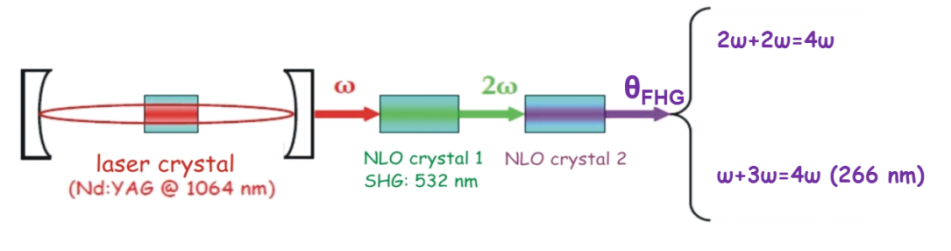 ω
2ω
θFHG
2ω+2ω=4ω
laser crystal
(Nd:YAG @ 1064 nm)
NLO crystal 1
SHG: 532 nm
NLO crystal 2
ω+3ω=4ω (266 nm)